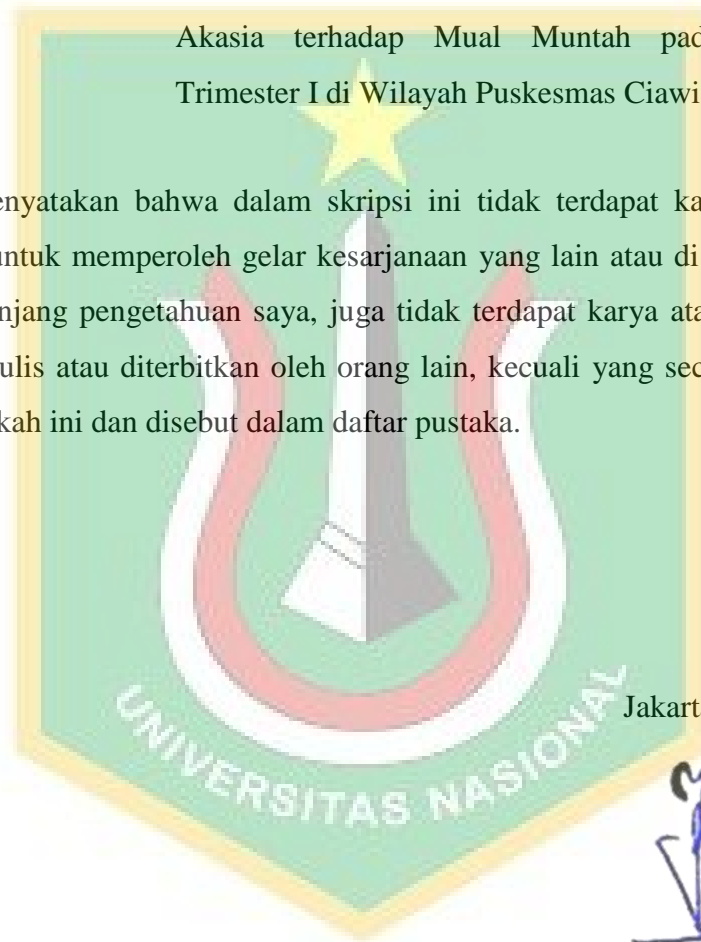 Akasia terhadap Mual Muntah pad
Trimester I di Wilayah Puskesmas Ciawi
enyatakan bahwa dalam skripsi ini tidak terdapat ka
untuk memperoleh gelar kesarjanaan yang lain atau di
njang pengetahuan saya, juga tidak terdapat karya ata
ulis atau diterbitkan oleh orang lain, kecuali yang sec
kah ini dan disebut dalam daftar pustaka.
Jakart
UNIVERSITAS NASIONAL